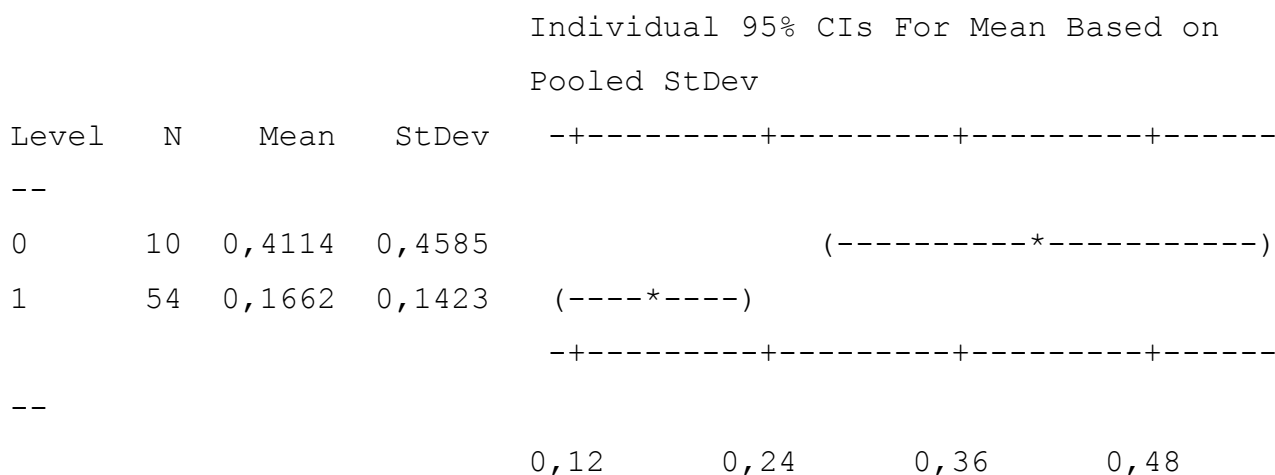 Individual 95% CIs For Mean Based on
Pooled StDev
Level N Mean StDev -+---------+---------+---------+------
--
0 10 0,4114 0,4585 (----------*-----------)
1 54 0,1662 0,1423 (----*----)
-+---------+---------+---------+------
--
0,12 0,24 0,36 0,48